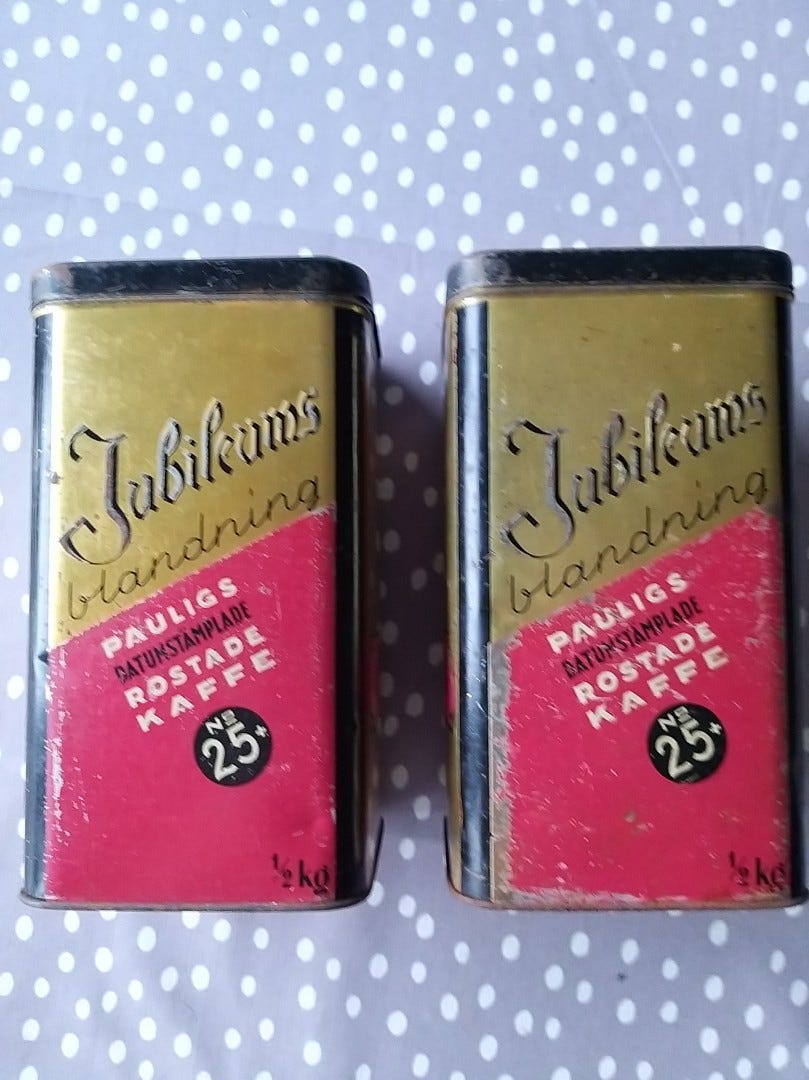 Jubileums
blandning
PAULIGS
DATUMSTÄMPLADE
ROSTADE
KAFFE
No
25+
½ kg
Jubileums
blandning
PAULIGS
DATUMSTÄMPLADE
ROSTADE
KAFFE
No
25+
½ kg